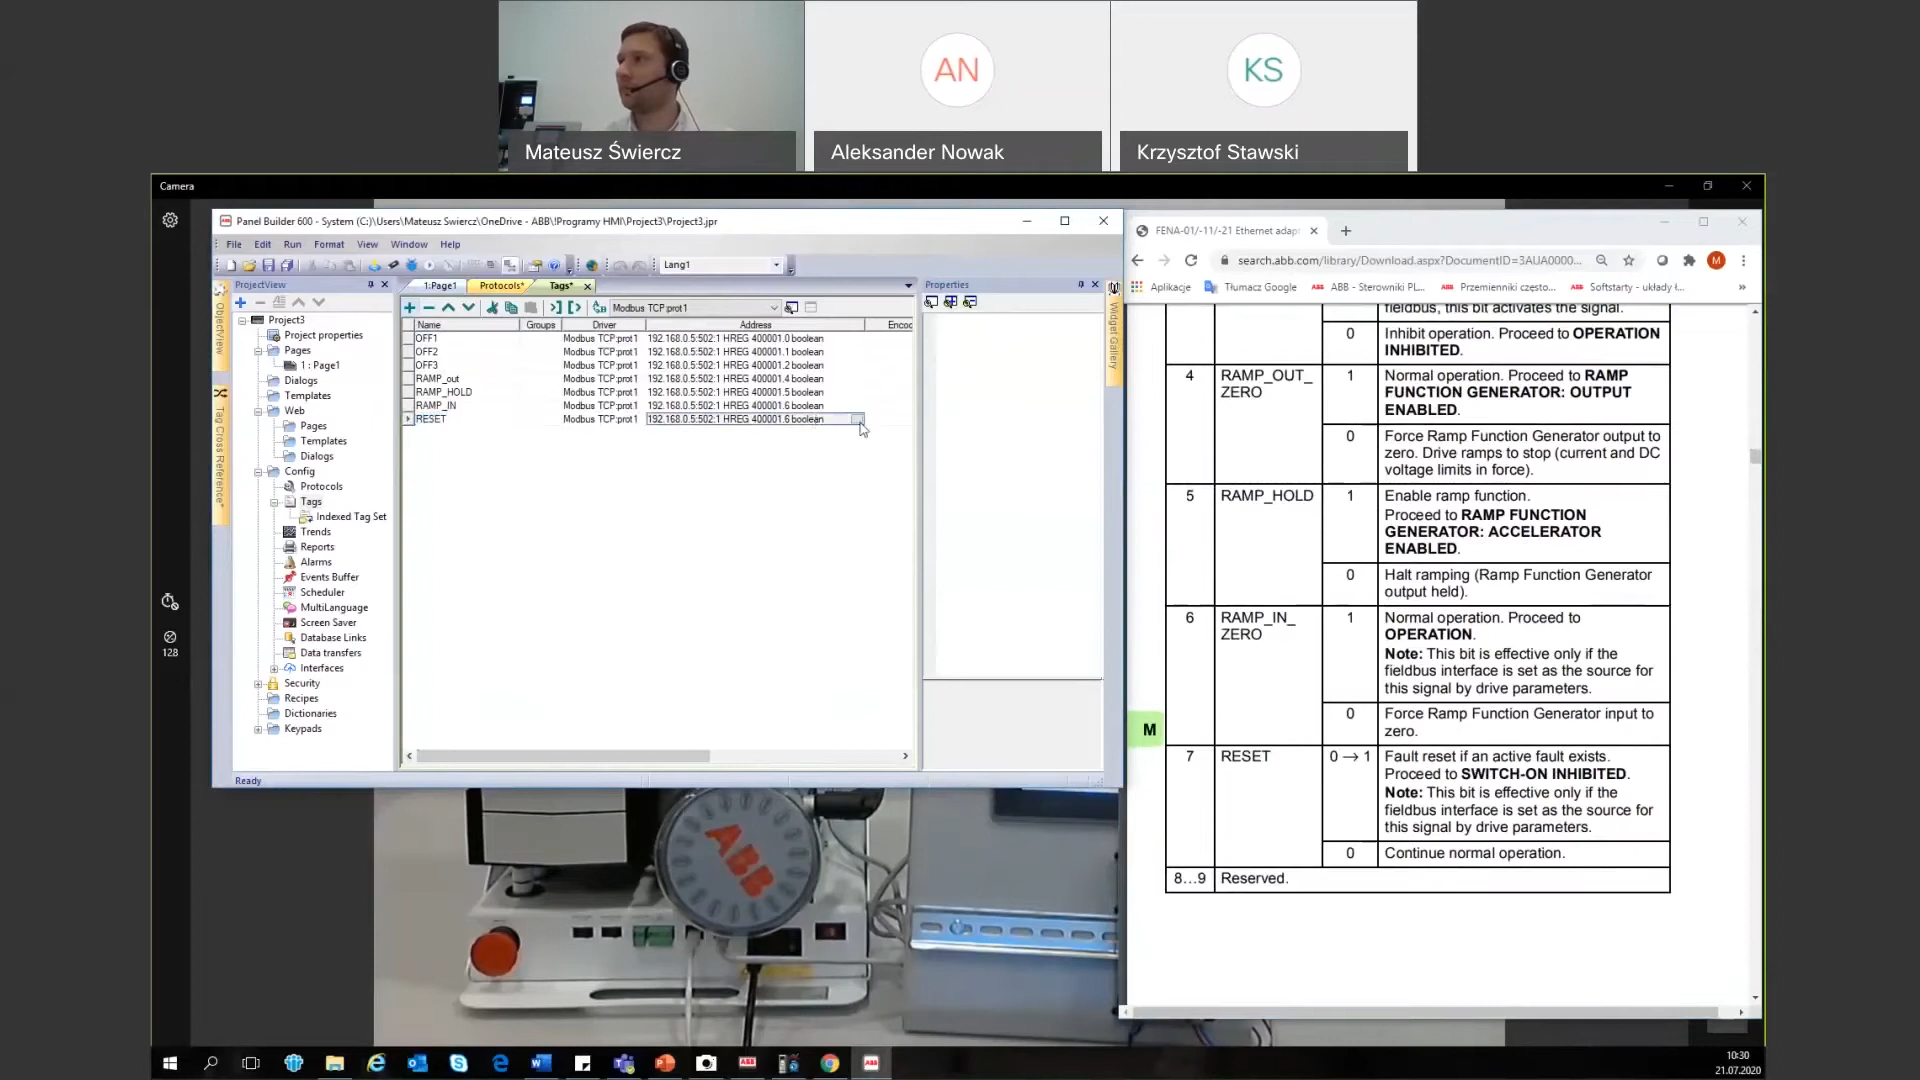 AN
KS
Mateusz Świercz
Aleksander Nowak
Krzysztof Stawski
Camera
Panel Builder 600 - System (C:)\Users\Mateusz Swiercz\OneDrive - ABB\!Programy HMI\Project3\Project3.jpr
File Edit Run Format View Window Help
Lang1
ProjectView
1:Page1
Protocols*
Tags*
Properties
ObjectView
Tag Cross Reference*
Widget Gallery
Modbus TCP:prot1
Project3
Project properties
Pages
1 : Page1
Dialogs
Templates
Web
Pages
Templates
Dialogs
Config
Protocols
Tags
Indexed Tag Set
Trends
Reports
Alarms
Events Buffer
Scheduler
MultiLanguage
Screen Saver
Database Links
Data transfers
Interfaces
Security
Recipes
Dictionaries
Keypads
Name Groups Driver Address Encod
OFF1 Modbus TCP:prot1 192.168.0.5:502:1 HREG 400001.0 boolean
OFF2 Modbus TCP:prot1 192.168.0.5:502:1 HREG 400001.1 boolean
OFF3 Modbus TCP:prot1 192.168.0.5:502:1 HREG 400001.2 boolean
RAMP_out Modbus TCP:prot1 192.168.0.5:502:1 HREG 400001.4 boolean
RAMP_HOLD Modbus TCP:prot1 192.168.0.5:502:1 HREG 400001.5 boolean
RAMP_IN Modbus TCP:prot1 192.168.0.5:502:1 HREG 400001.6 boolean
RESET Modbus TCP:prot1 192.168.0.5:502:1 HREG 400001.6 boolean
Ready
128
FENA-01/-11/-21 Ethernet adapt
search.abb.com/library/Download.aspx?DocumentID=3AUA0000...
M
Aplikacje Tłumacz Google ABB - Sterowniki PL... Przemienniki często... Softstarty - układy ł...
fieldbus, this bit activates the signal.
0 Inhibit operation. Proceed to OPERATION
INHIBITED.
4 RAMP_OUT_ 1 Normal operation. Proceed to RAMP
ZERO FUNCTION GENERATOR: OUTPUT
ENABLED.
0 Force Ramp Function Generator output to
zero. Drive ramps to stop (current and DC
voltage limits in force).
5 RAMP_HOLD 1 Enable ramp function.
Proceed to RAMP FUNCTION
GENERATOR: ACCELERATOR
ENABLED.
0 Halt ramping (Ramp Function Generator
output held).
6 RAMP_IN_ 1 Normal operation. Proceed to
ZERO OPERATION.
Note: This bit is effective only if the
fieldbus interface is set as the source for
this signal by drive parameters.
0 Force Ramp Function Generator input to
zero.
M
7 RESET 0 → 1 Fault reset if an active fault exists.
Proceed to SWITCH-ON INHIBITED.
Note: This bit is effective only if the
fieldbus interface is set as the source for
this signal by drive parameters.
0 Continue normal operation.
8...9 Reserved.
ABB
10:30
21.07.2020